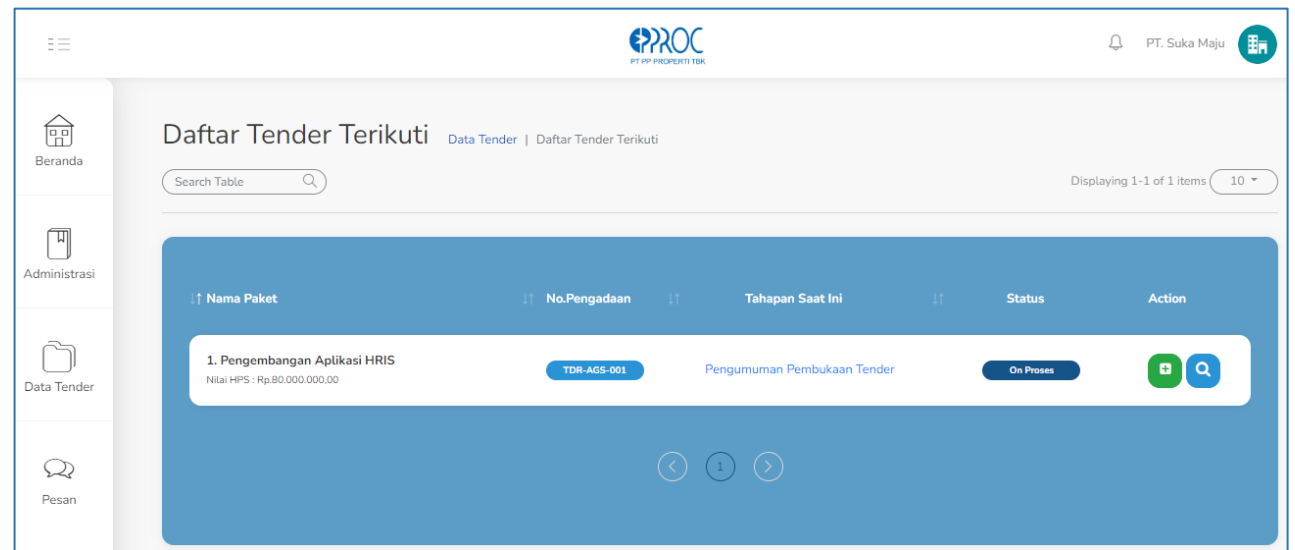 EPROC
PT PP PROPERTI TBK
PT. Suka Maju
Beranda
Administrasi
Data Tender
Pesan
Daftar Tender Terikuti Data Tender | Daftar Tender Terikuti
Search Table Displaying 1-1 of 1 items 10
Nama Paket No.Pengadaan Tahapan Saat Ini Status Action
1. Pengembangan Aplikasi HRIS
Nilai HPS : Rp.80.000.000,00
TDR-AGS-001 Pengumuman Pembukaan Tender On Proses
1